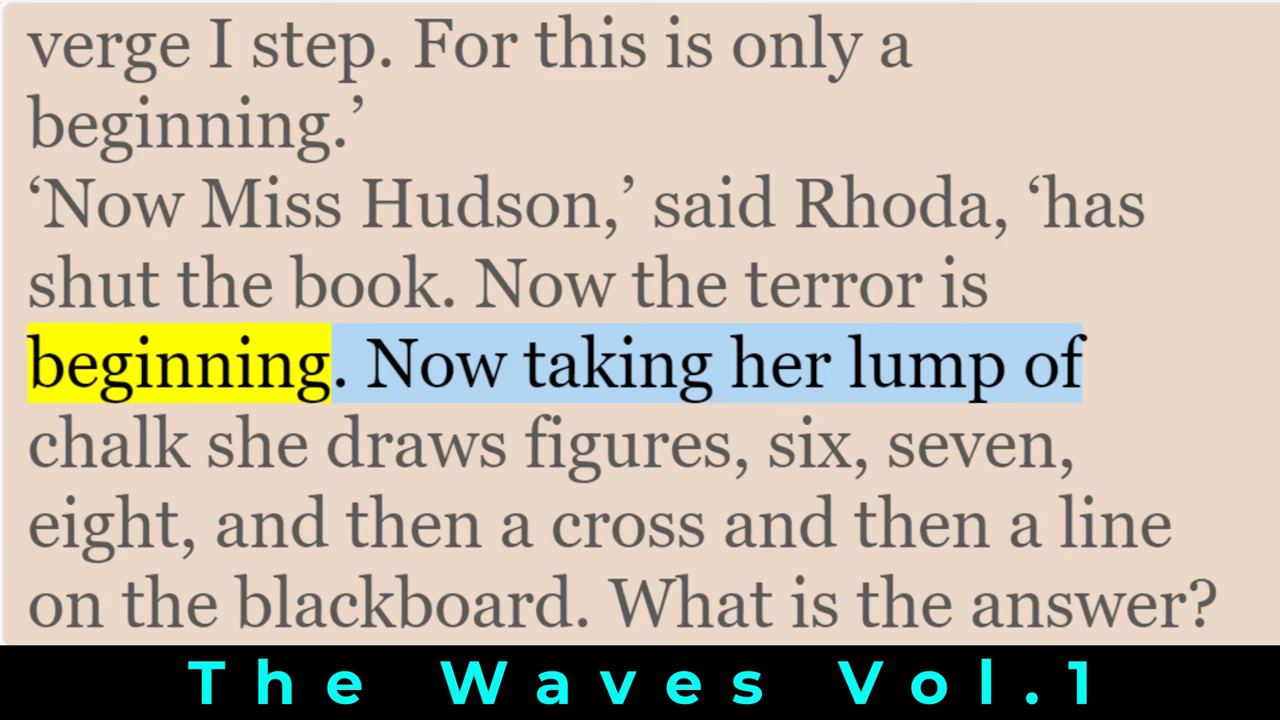 verge I step. For this is only a
beginning.’
‘Now Miss Hudson,’ said Rhoda, ‘has
shut the book. Now the terror is
beginning. Now taking her lump of
chalk she draws figures, six, seven,
eight, and then a cross and then a line
on the blackboard. What is the answer?
The Waves Vol.1